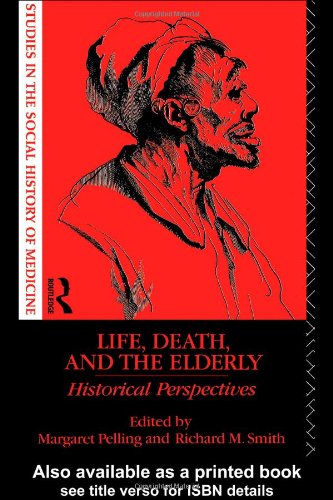 STUDIES IN THE SOCIAL HISTORY OF MEDICINE
ROUTLEDGE
LIFE, DEATH,
AND THE ELDERLY
Historical Perspectives
Edited by
Margaret Pelling and Richard M. Smith
Also available as a printed book
see title verso for ISBN details